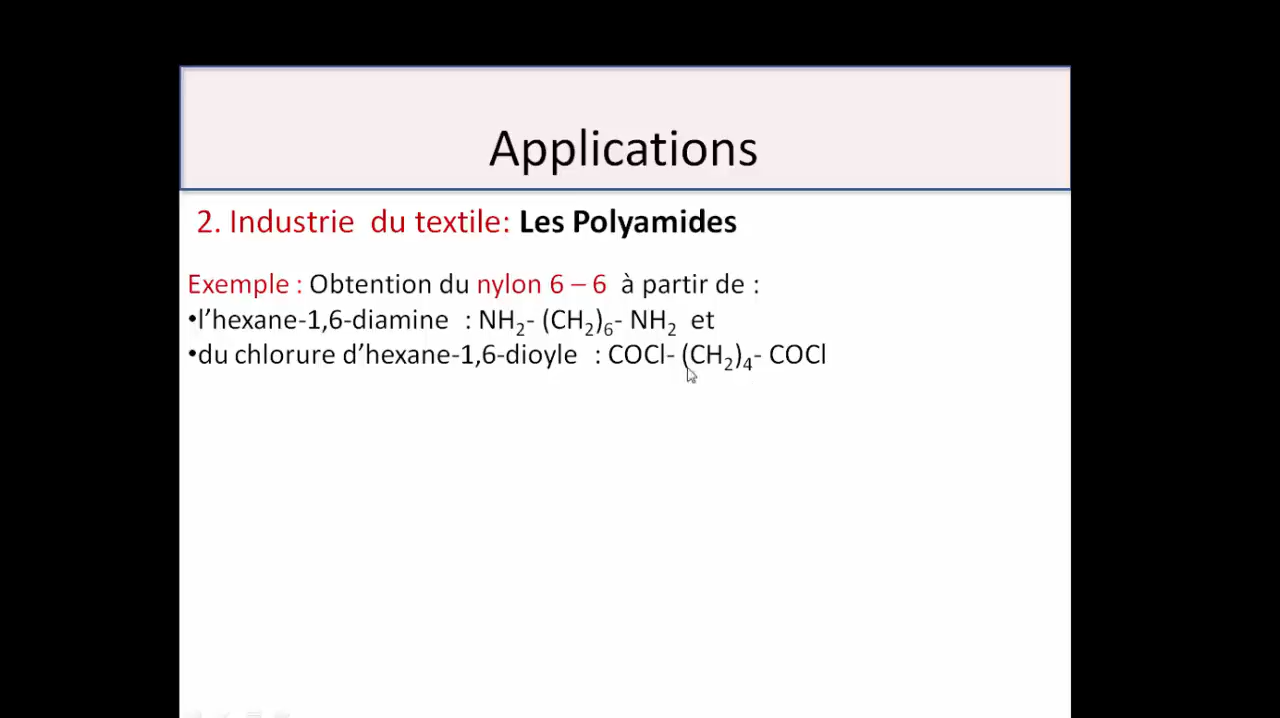 Applications
2. Industrie du textile: Les Polyamides
Exemple : Obtention du nylon 6 – 6 à partir de :
•l’hexane-1,6-diamine : NH₂- (CH₂)₆- NH₂ et
•du chlorure d’hexane-1,6-dioyle : COCl- (CH₂)₄- COCl